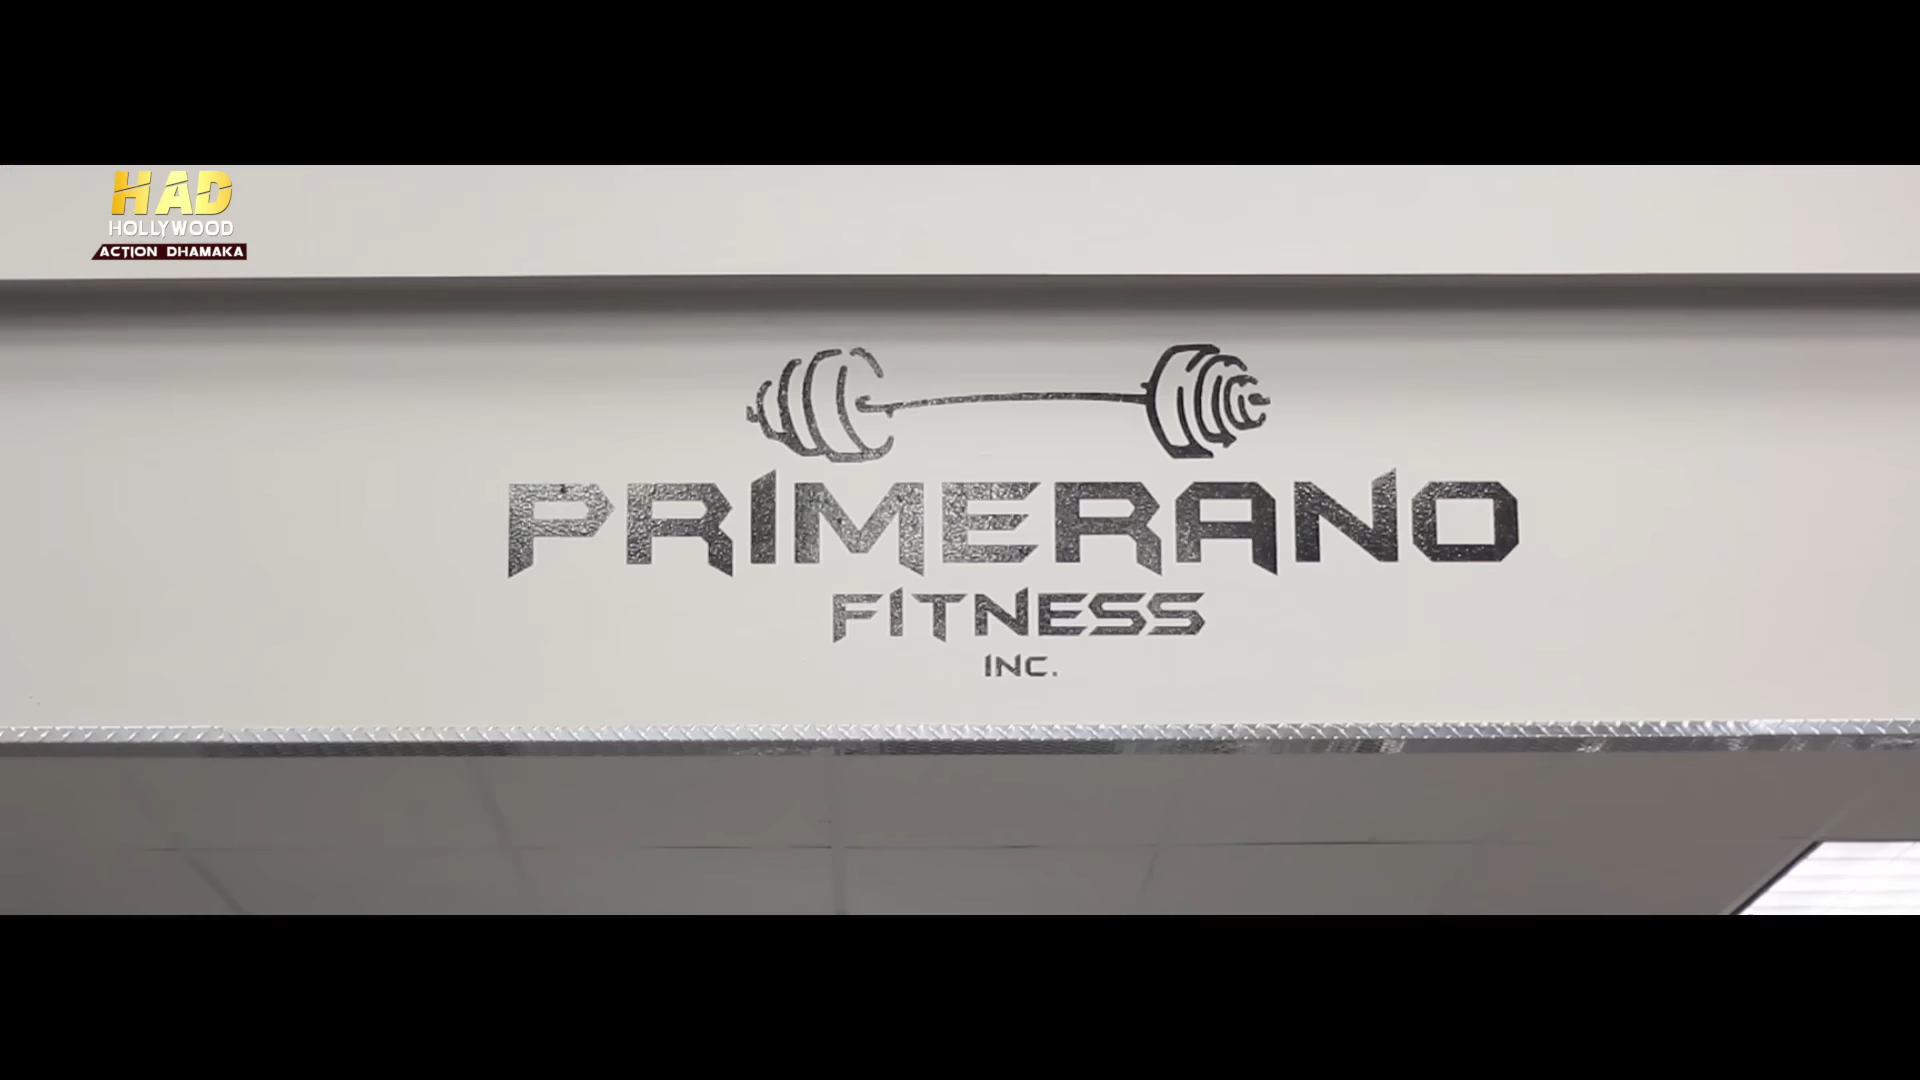 HAD
HOLLYWOOD
ACTION DHAMAKA
PRIMERANO
FITNESS
INC.